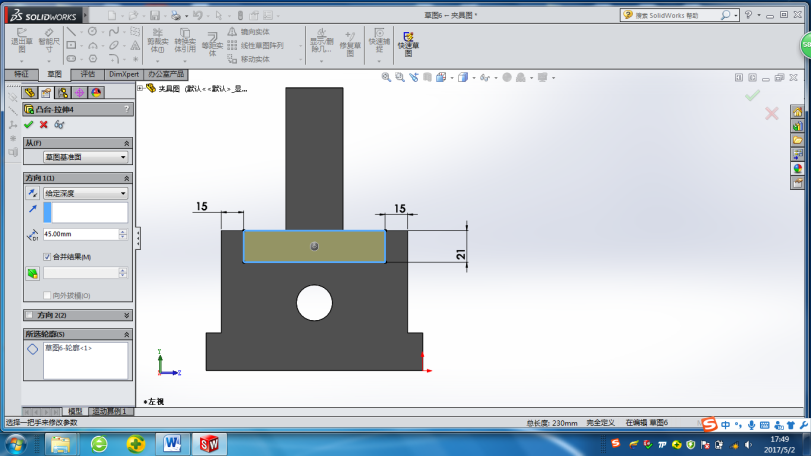 SOLIDWORKS
草图6 - 夹具图 *
搜索 SolidWorks 帮助
退出草图
智能尺寸
剪裁实体(I)
转换实体引用
等距实体
镜向实体
线性草图阵列
移动实体
显示/删除几...
修复草图
快速捕捉
快速草图
特征
草图
评估
DimXpert
办公室产品
夹具图 (默认<<默认>_显...
凸台-拉伸4
从(F)
草图基准面
方向1(1)
给定深度
45.00mm
合并结果(M)
向外拔模(O)
方向2(2)
所选轮廓(S)
草图6-轮廓<1>
15
15
21
Y
Z
*左视
模型
运动算例 1
选择一把手来修改参数
总长度: 230mm
完全定义
在编辑 草图6
中
17:49
2017/5/2